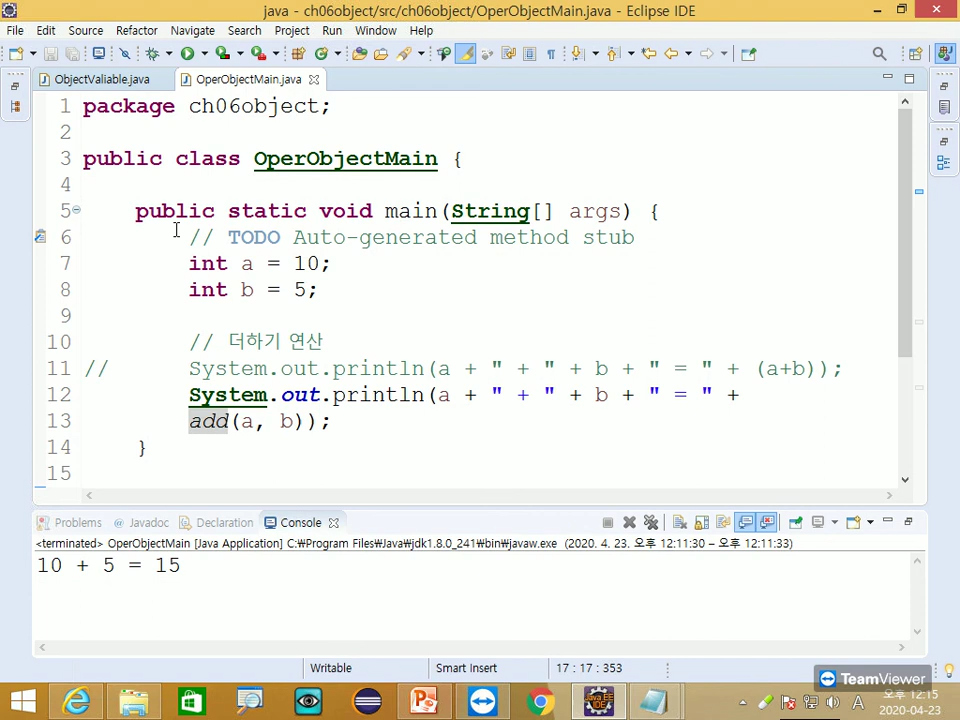 java - ch06object/src/ch06object/OperObjectMain.java - Eclipse IDE
File Edit Source Refactor Navigate Search Project Run Window Help
ObjectValiable.java OperObjectMain.java
1 package ch06object;
2
3 public class OperObjectMain {
4
5 public static void main(String[] args) {
6 // TODO Auto-generated method stub
7 int a = 10;
8 int b = 5;
9
10 // 더하기 연산
11 // System.out.println(a + " + " + b + " = " + (a+b));
12 System.out.println(a + " + " + b + " = " +
13 add(a, b));
14 }
15
Problems Javadoc Declaration Console
<terminated> OperObjectMain [Java Application] C:₩Program Files₩Java₩jdk1.8.0_241₩bin₩javaw.exe (2020. 4. 23. 오후 12:11:30 – 오후 12:11:33)
10 + 5 = 15
Writable Smart Insert 17 : 17 : 353
TeamViewer
A 오후 12:15
2020-04-23